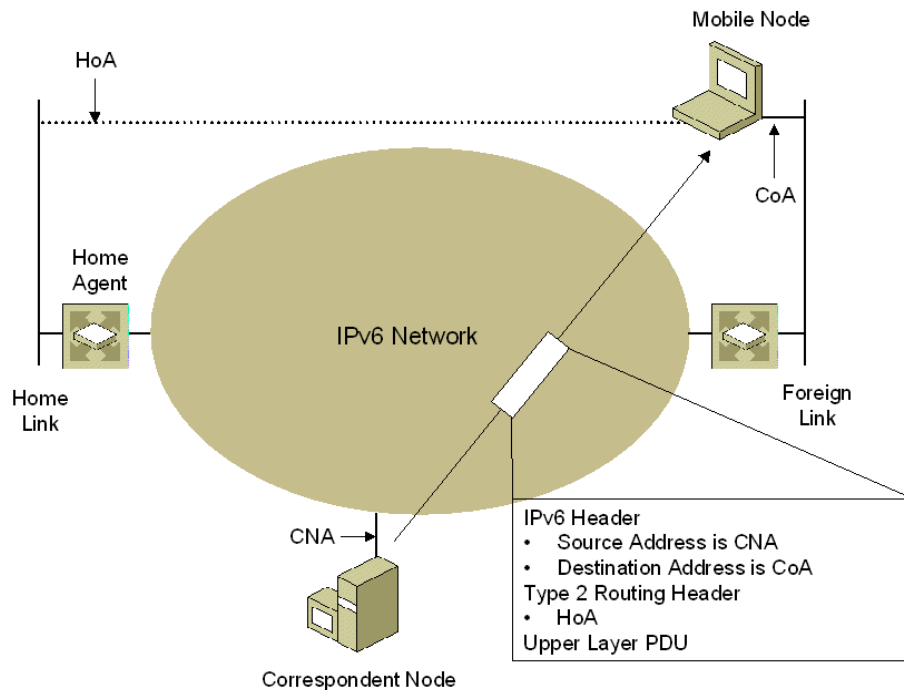 Mobile Node
HoA
CoA
Home
Agent
IPv6 Network
Home
Link
Foreign
Link
CNA
IPv6 Header
• Source Address is CNA
• Destination Address is CoA
Type 2 Routing Header
• HoA
Upper Layer PDU
Correspondent Node